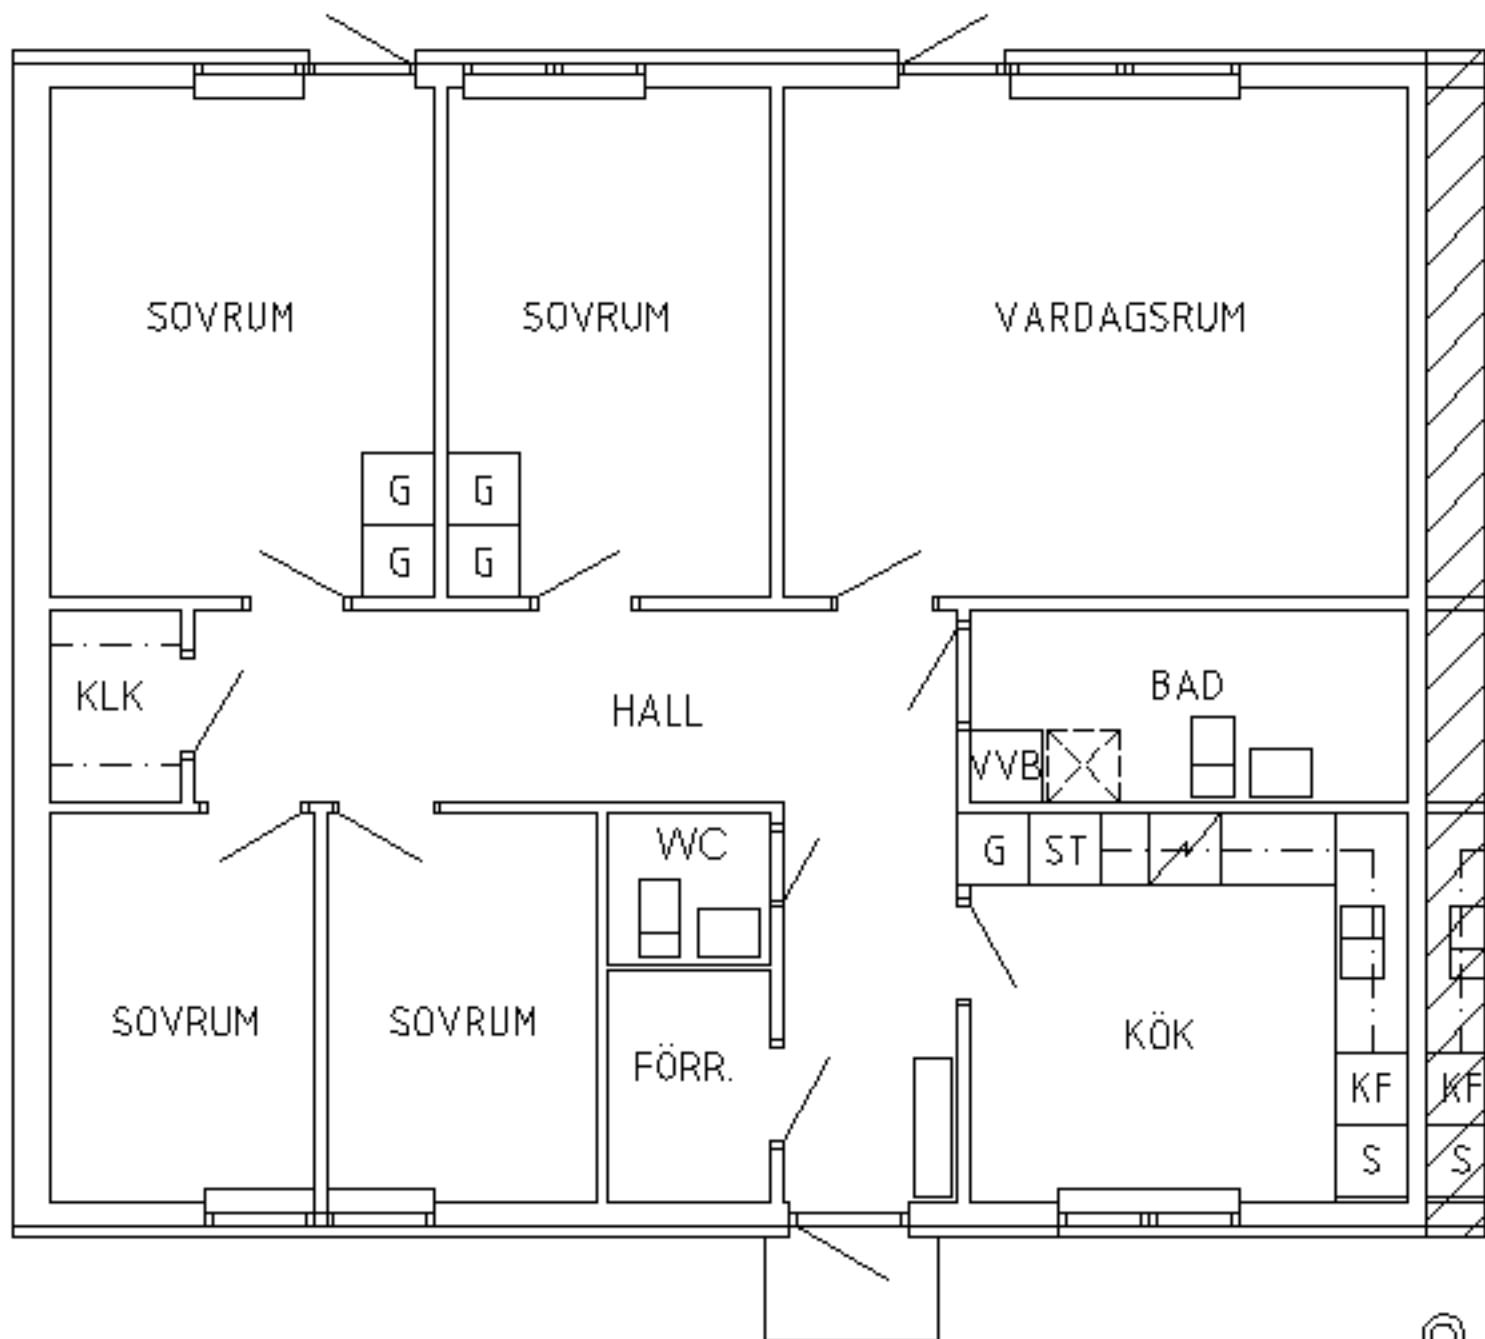 SOVRUM
SOVRUM
VARDAGSRUM
G
G
G
G
KLK
HALL
BAD
VVB
WC
G
ST
SOVRUM
SOVRUM
FÖRR.
KÖK
KF
KF
S
S